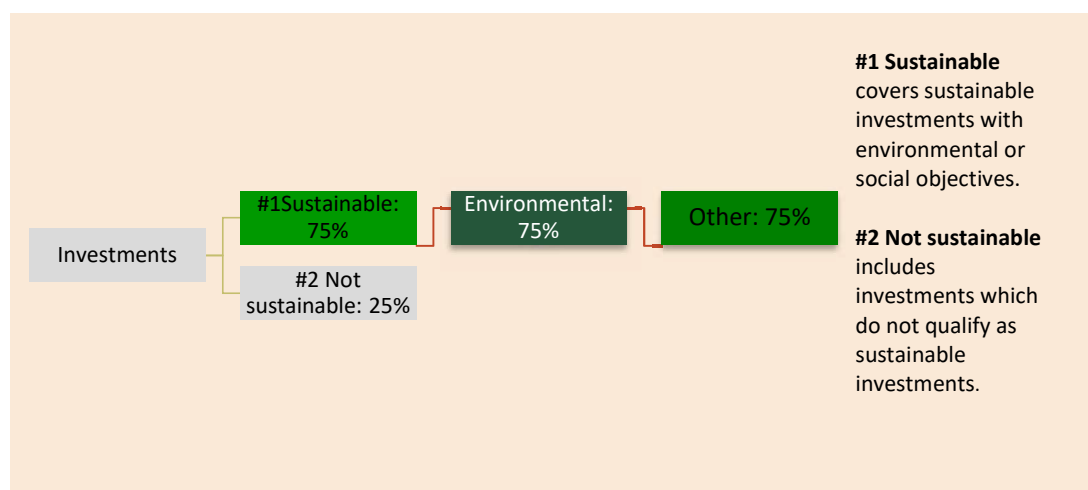 Investments
#1Sustainable:
75%
#2 Not
sustainable: 25%
Environmental:
75%
Other: 75%
#1 Sustainable
covers sustainable
investments with
environmental or
social objectives.
#2 Not sustainable
includes
investments which
do not qualify as
sustainable
investments.